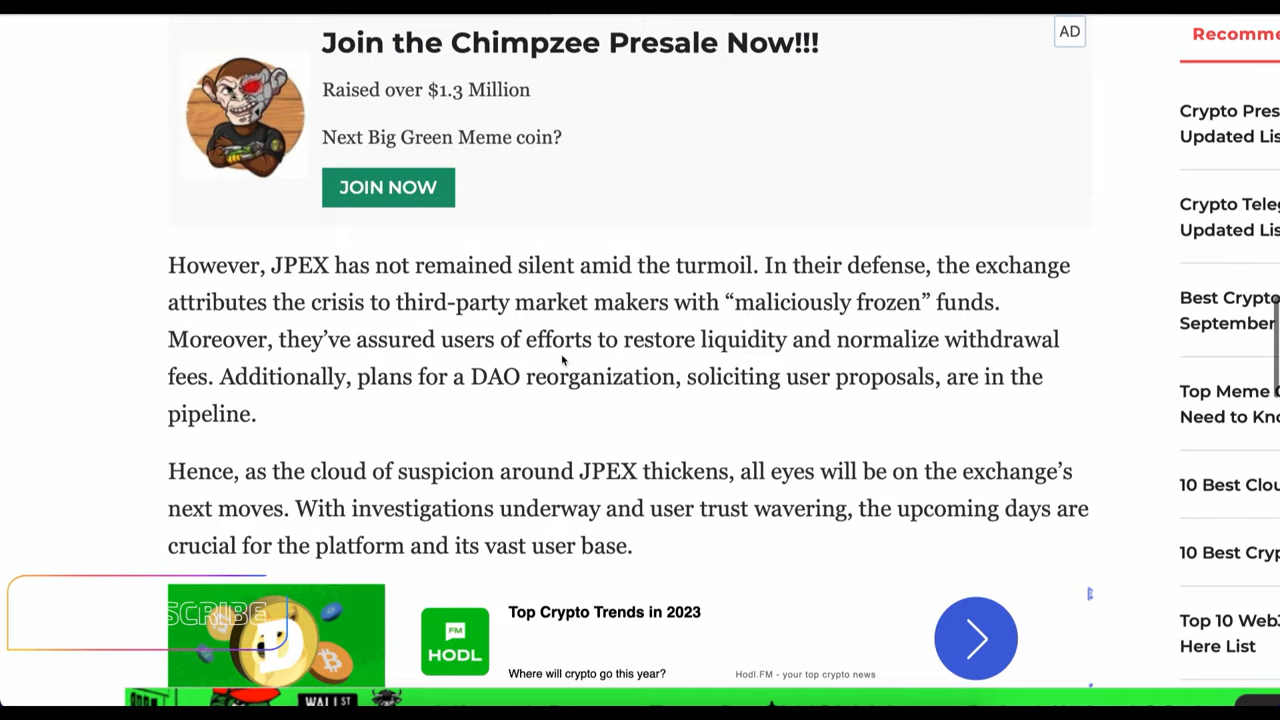 Join the Chimpzee Presale Now!!!
AD
Raised over $1.3 Million
Next Big Green Meme coin?
JOIN NOW
However, JPEX has not remained silent amid the turmoil. In their defense, the exchange
attributes the crisis to third-party market makers with “maliciously frozen” funds.
Moreover, they’ve assured users of efforts to restore liquidity and normalize withdrawal
fees. Additionally, plans for a DAO reorganization, soliciting user proposals, are in the
pipeline.
Hence, as the cloud of suspicion around JPEX thickens, all eyes will be on the exchange’s
next moves. With investigations underway and user trust wavering, the upcoming days are
crucial for the platform and its vast user base.
SCRIBE
FM
HODL
Top Crypto Trends in 2023
Where will crypto go this year?
Hodl.FM - your top crypto news
WALL ST
Recomme
Crypto Pres
Updated Lis
Crypto Tele
Updated Lis
Best Crypto
September
Top Meme
Need to Kno
10 Best Clou
10 Best Cryp
Top 10 Web3
Here List